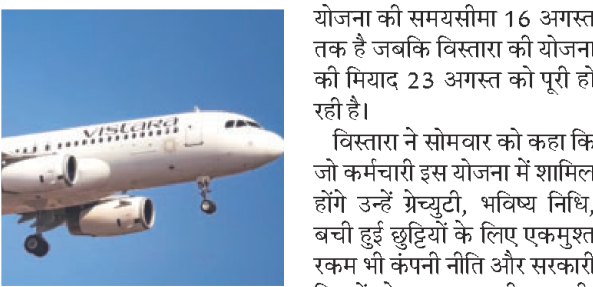 vistara
योजना की समयसीमा 16 अगस्त
तक है जबकि विस्तारा की योजना
की मियाद 23 अगस्त को पूरी हो
रही है।
विस्तारा ने सोमवार को कहा कि
जो कर्मचारी इस योजना में शामिल
होंगे उन्हें ग्रेच्युटी, भविष्य निधि,
बची हुई छुट्टियों के लिए एकमुश्त
रकम भी कंपनी नीति और सरकारी